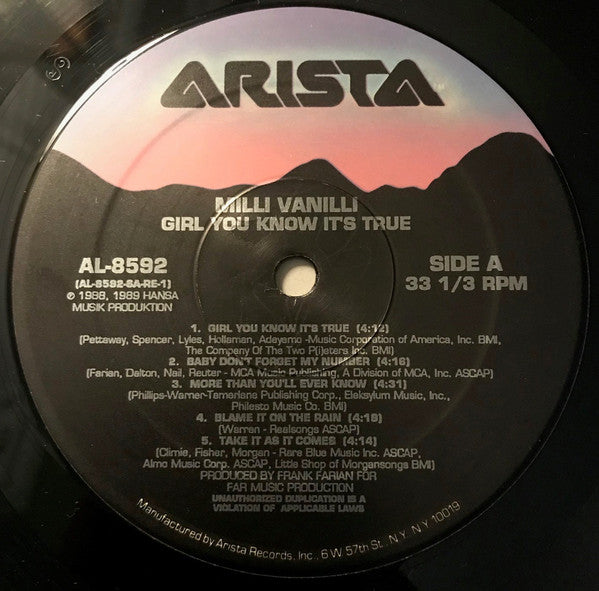 ARISTA
MILLI VANILLI
GIRL YOU KNOW IT'S TRUE
AL-8592
(AL-8592-SA-RE-1)
℗ 1988, 1989 HANSA
MUSIK PRODUKTION
SIDE A
33 1/3 RPM
1. GIRL YOU KNOW IT'S TRUE (4:12)
(Pettaway, Spencer, Lyles, Hollaman, Adeyemo -Music Corporation of America, Inc. BMI,
The Company Of The Two P(i)eters Inc. BMI)
2. BABY DON'T FORGET MY NUMBER (4:16)
(Farian, Dalton, Nail, Reuter - MCA Music Publishing, A Division of MCA, Inc. ASCAP)
3. MORE THAN YOU'LL EVER KNOW (4:31)
(Phillips-Warner-Tamerlane Publishing Corp., Eleksylum Music, Inc.,
Philesto Music Co. BMI)
4. BLAME IT ON THE RAIN (4:19)
(Warren - Realsongs ASCAP)
5. TAKE IT AS IT COMES (4:14)
(Climie, Fisher, Morgan - Rare Blue Music Inc. ASCAP,
Almo Music Corp. ASCAP, Little Shop of Morgansongs BMI)
PRODUCED BY FRANK FARIAN FOR
FAR MUSIC PRODUCTION
UNAUTHORIZED DUPLICATION IS A
VIOLATION OF APPLICABLE LAWS
Manufactured by Arista Records, Inc., 6 W. 57th St. N.Y. N.Y. 10019